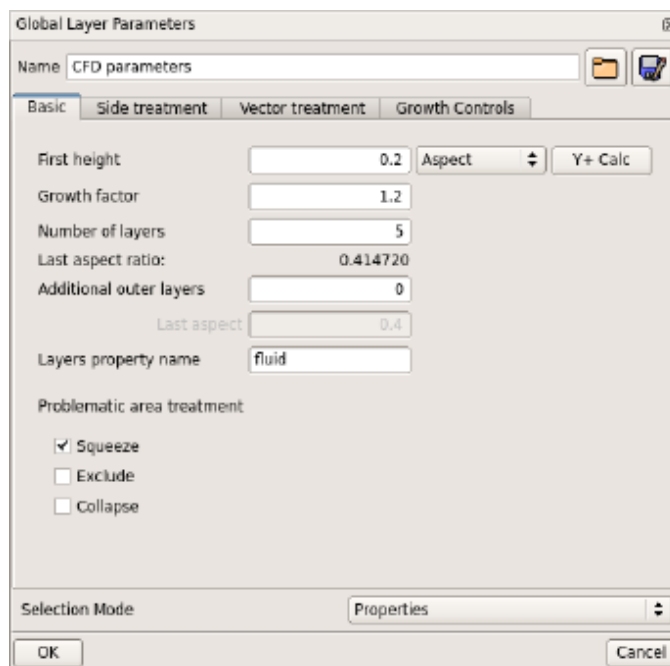 Global Layer Parameters
Name CFD parameters
Basic Side treatment Vector treatment Growth Controls
First height 0.2 Aspect Y+ Calc
Growth factor 1.2
Number of layers 5
Last aspect ratio: 0.414720
Additional outer layers 0
Last aspect 0.4
Layers property name fluid
Problematic area treatment
Squeeze
Exclude
Collapse
Selection Mode Properties
OK Cancel